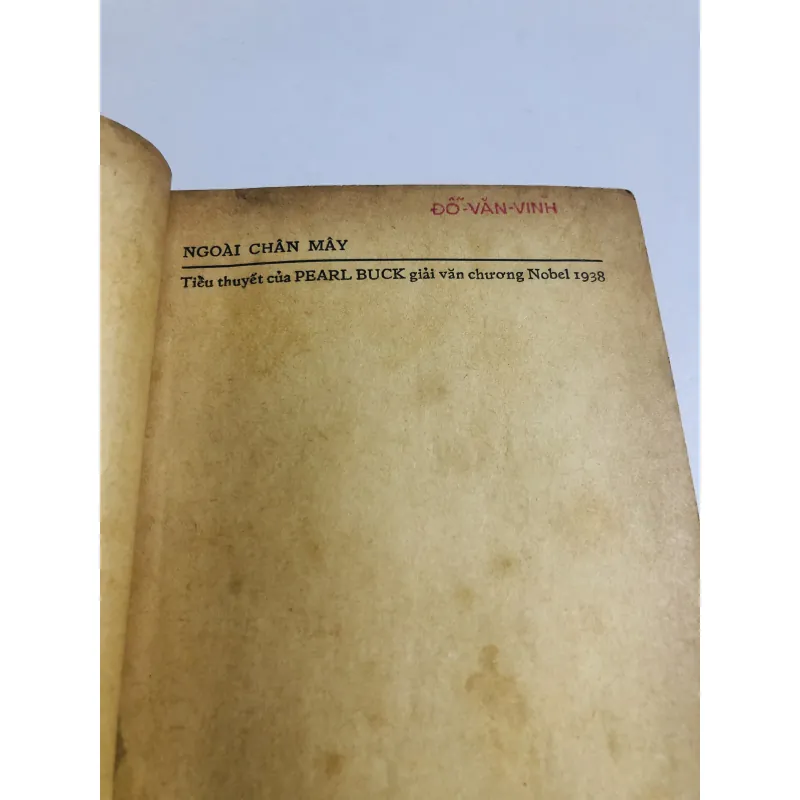 ĐỖ-VĂN-VINH
NGOÀI CHÂN MÂY
Tiểu thuyết của PEARL BUCK giải văn chương Nobel 1938